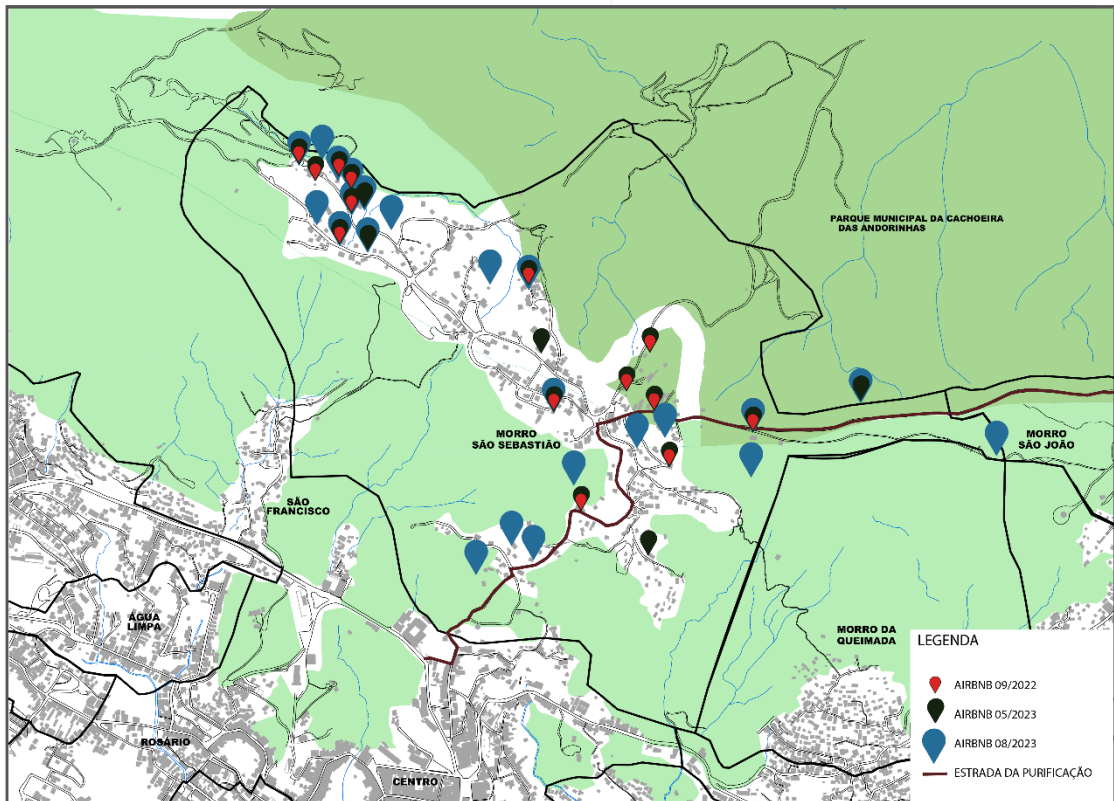 PARQUE MUNICIPAL DA CACHOEIRA
DAS ANDORINHAS
MORRO
SÃO SEBASTIÃO
MORRO
SÃO JOÃO
SÃO
FRANCISCO
ÁGUA
LIMPA
MORRO DA
QUEIMADA
ROSÁRIO
CENTRO
LEGENDA
AIRBNB 09/2022
AIRBNB 05/2023
AIRBNB 08/2023
ESTRADA DA PURIFICAÇÃO